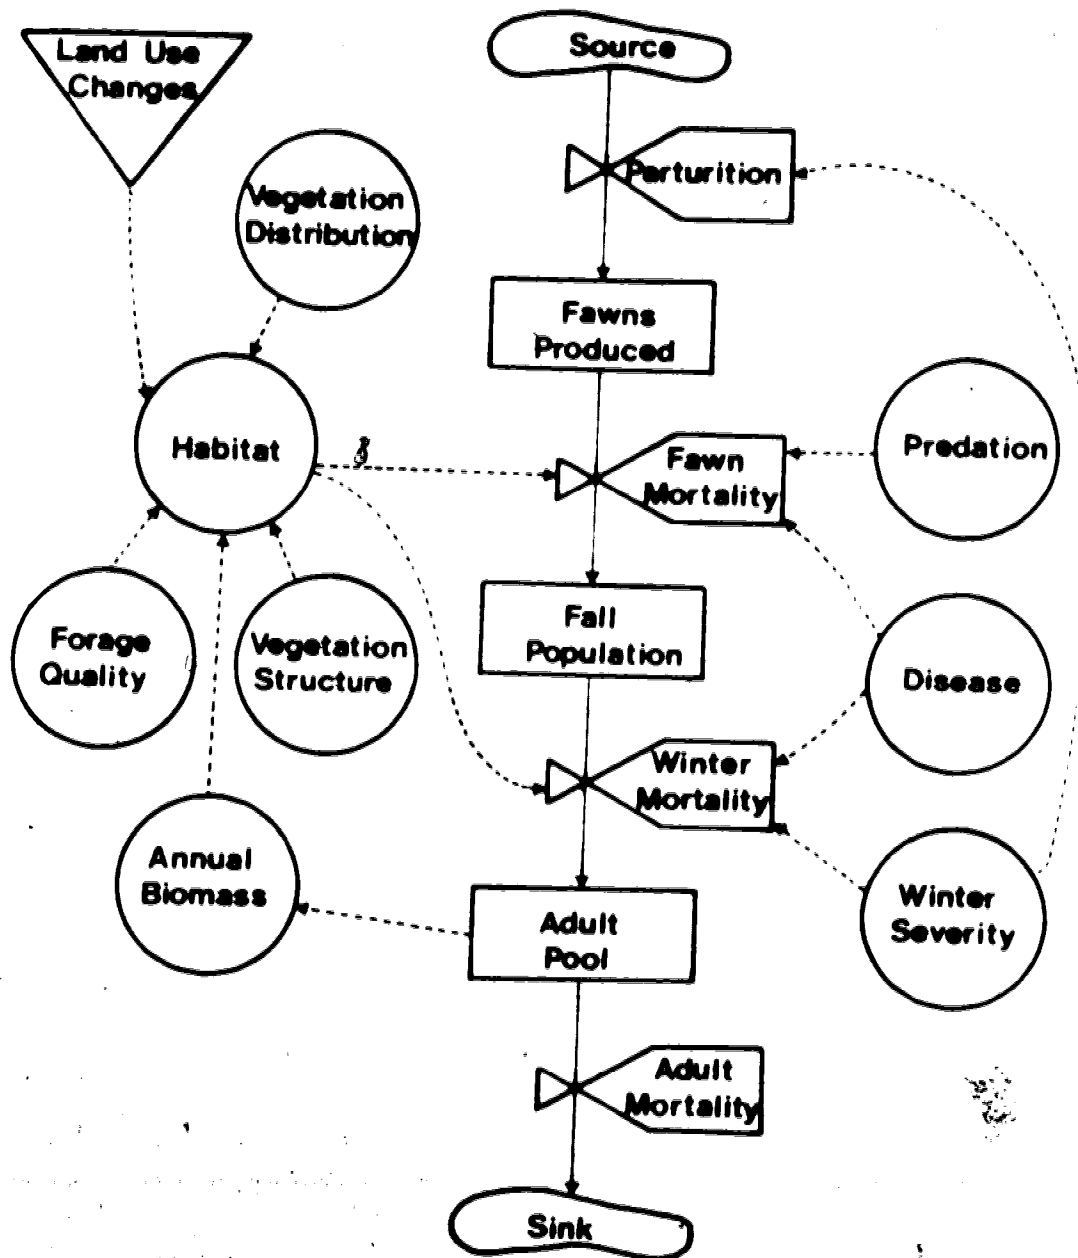 Land Use
Changes
Source
Parturition
Vegetation
Distribution
Fawns
Produced
Habitat
Fawn
Mortality
Predation
Forage
Quality
Vegetation
Structure
Fall
Population
Disease
Winter
Mortality
Annual
Biomass
Adult
Pool
Winter
Severity
Adult
Mortality
Sink